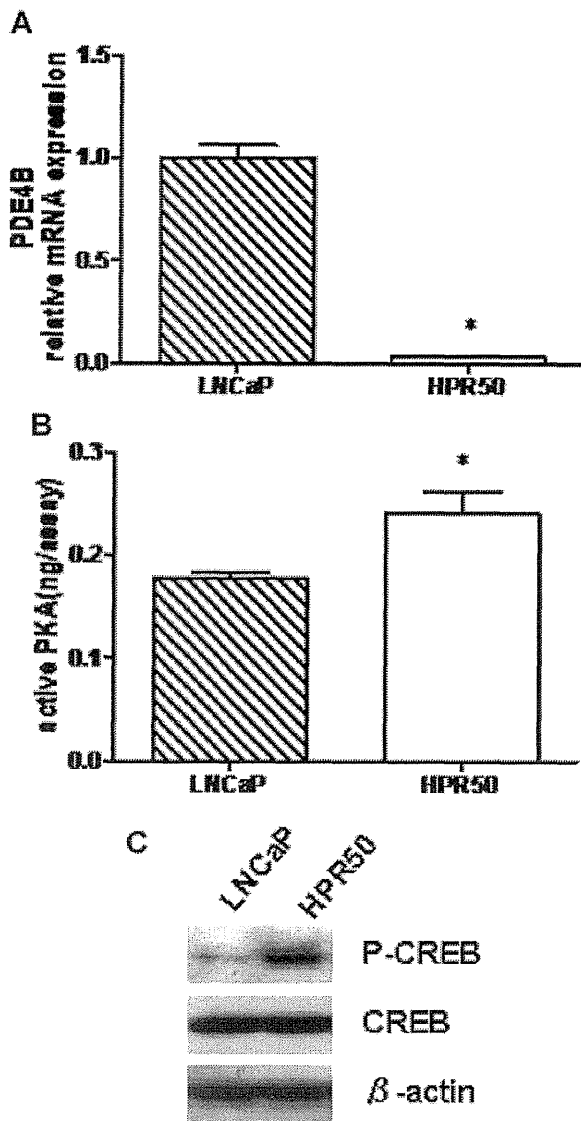 A
PDE4B
relative mRNA expression
1.5
1.0
0.5
0.0
*
LNCaP HPR50
B
active PKA(ng/assay)
0.3
0.2
0.1
0.0
*
LNCaP HPR50
C
LNCaP HPR50
P-CREB
CREB
β-actin